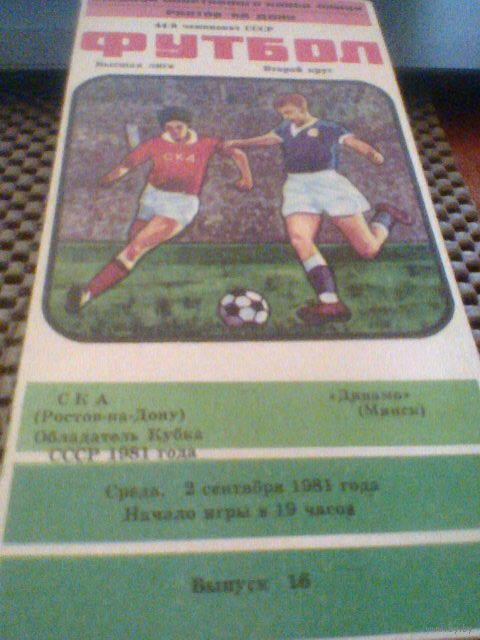 РОСТОВ НА ДОНУ
44-й чемпионат СССР
ФУТБОЛ
Высшая лига Второй круг
СКА
СКА «Динамо»
(Ростов-на-Дону) (Минск)
Обладатель Кубка
СССР 1981 года
Среда, 2 сентября 1981 года
Начало игры в 19 часов
Выпуск 16